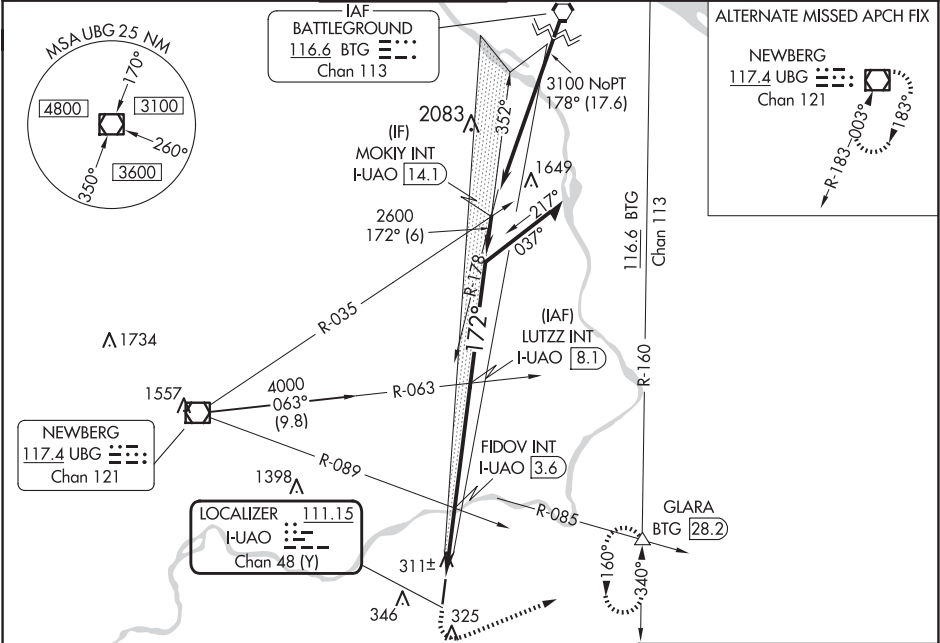 MSA UBG 25 NM
170°
4800
3100
260°
350°
3600
IAF
BATTLEGROUND
116.6 BTG
Chan 113
3100 NoPT
178° (17.6)
2083
352°
(IF)
MOKIY INT
I-UAO 14.1
1649
2600
172° (6)
217°
037°
R-178
172°
R-035
116.6 BTG
Chan 113
R-160
ALTERNATE MISSED APCH FIX
NEWBERG
117.4 UBG
Chan 121
R-183
003°
183°
1734
(IAF)
LUTZZ INT
I-UAO 8.1
1557
4000
063°
(9.8)
R-063
NEWBERG
117.4 UBG
Chan 121
R-089
FIDOV INT
I-UAO 3.6
1398
LOCALIZER 111.15
I-UAO
Chan 48 (Y)
R-085
GLARA
BTG 28.2
311±
160°
340°
346
325